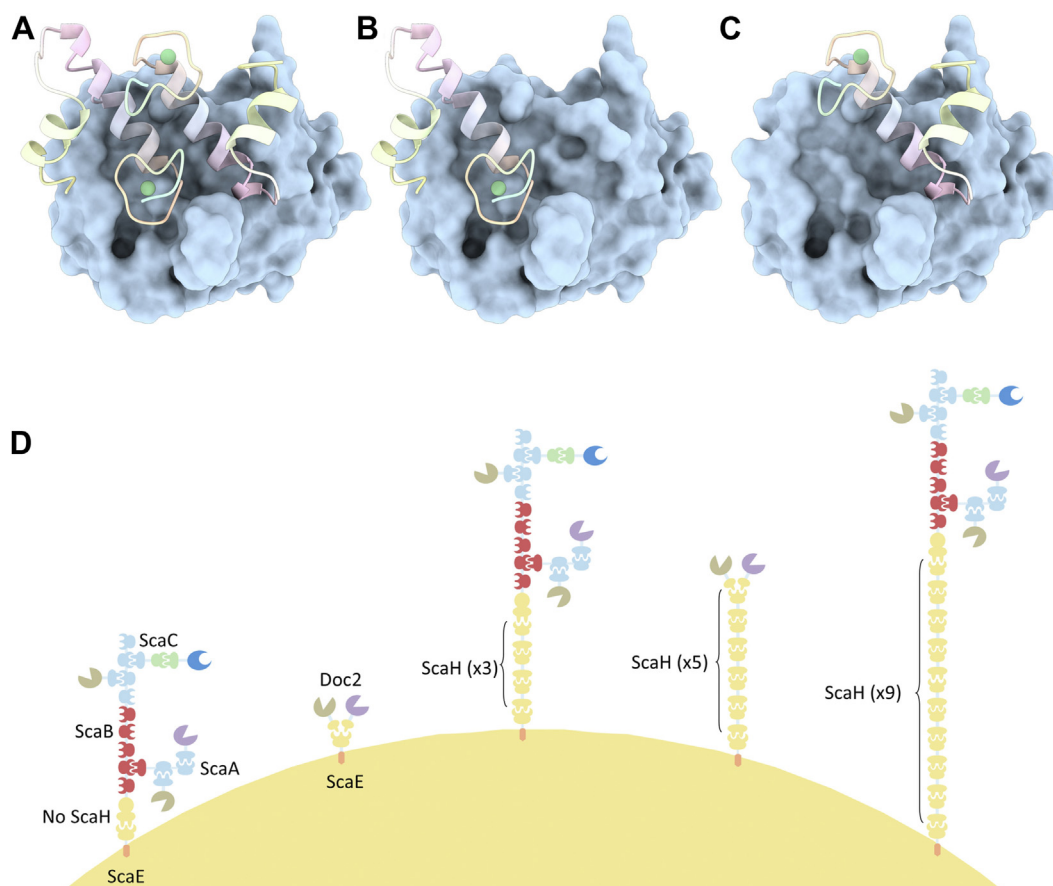 A
B
C
D
ScaC
ScaB
ScaA
No ScaH
ScaE
Doc2
ScaE
ScaH (x3)
ScaH (x5)
ScaH (x9)